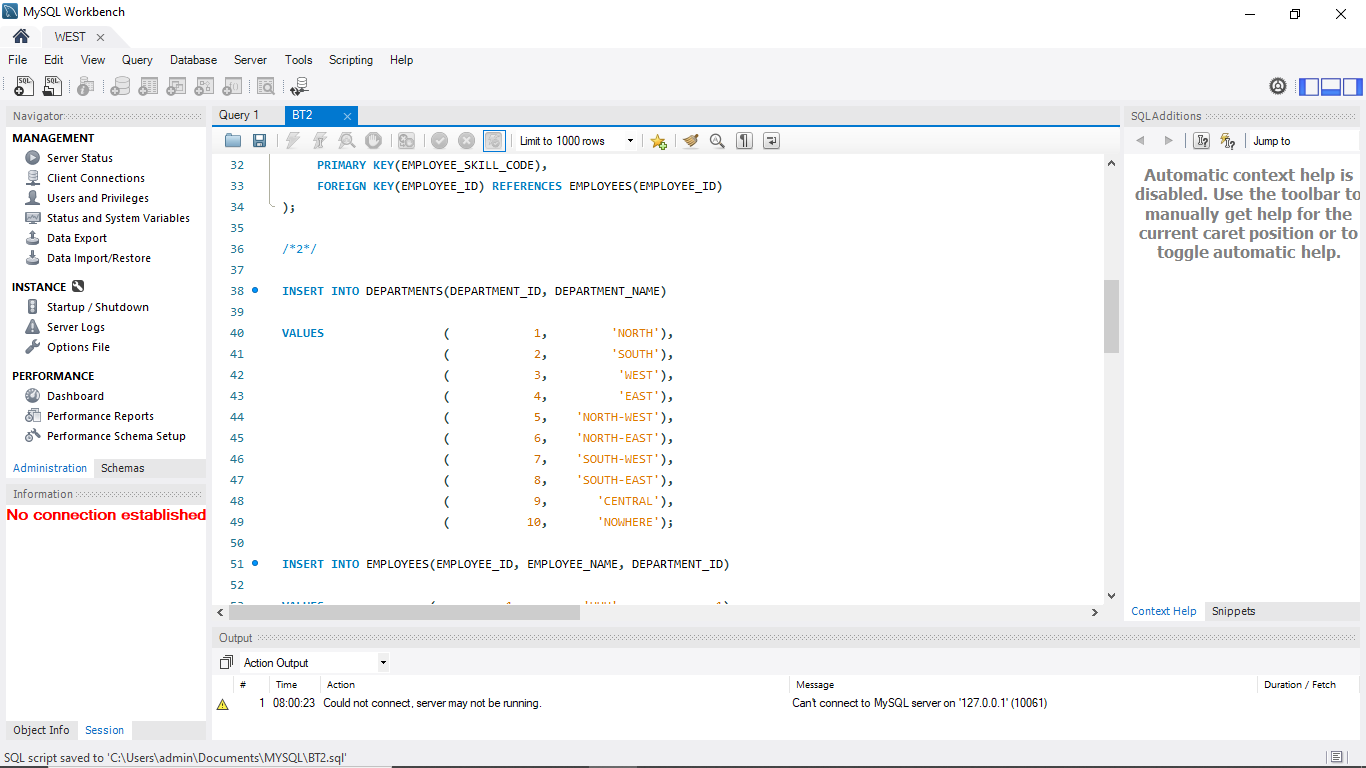 MySQL Workbench
WEST
File Edit View Query Database Server Tools Scripting Help
Navigator
MANAGEMENT
Server Status
Client Connections
Users and Privileges
Status and System Variables
Data Export
Data Import/Restore
INSTANCE
Startup / Shutdown
Server Logs
Options File
PERFORMANCE
Dashboard
Performance Reports
Performance Schema Setup
Administration Schemas
Information
No connection established
Object Info Session
Query 1 BT2
Limit to 1000 rows
32 PRIMARY KEY(EMPLOYEE_SKILL_CODE),
33 FOREIGN KEY(EMPLOYEE_ID) REFERENCES EMPLOYEES(EMPLOYEE_ID)
34 );
35
36 /*2*/
37
38 INSERT INTO DEPARTMENTS(DEPARTMENT_ID, DEPARTMENT_NAME)
39
40 VALUES ( 1, 'NORTH'),
41 ( 2, 'SOUTH'),
42 ( 3, 'WEST'),
43 ( 4, 'EAST'),
44 ( 5, 'NORTH-WEST'),
45 ( 6, 'NORTH-EAST'),
46 ( 7, 'SOUTH-WEST'),
47 ( 8, 'SOUTH-EAST'),
48 ( 9, 'CENTRAL'),
49 ( 10, 'NOWHERE');
50
51 INSERT INTO EMPLOYEES(EMPLOYEE_ID, EMPLOYEE_NAME, DEPARTMENT_ID)
52
SQLAdditions
Jump to
Automatic context help is
disabled. Use the toolbar to
manually get help for the
current caret position or to
toggle automatic help.
Context Help Snippets
Output
Action Output
# Time Action Message Duration / Fetch
1 08:00:23 Could not connect, server may not be running. Can't connect to MySQL server on '127.0.0.1' (10061)
SQL script saved to 'C:\Users\admin\Documents\MYSQL\BT2.sql'